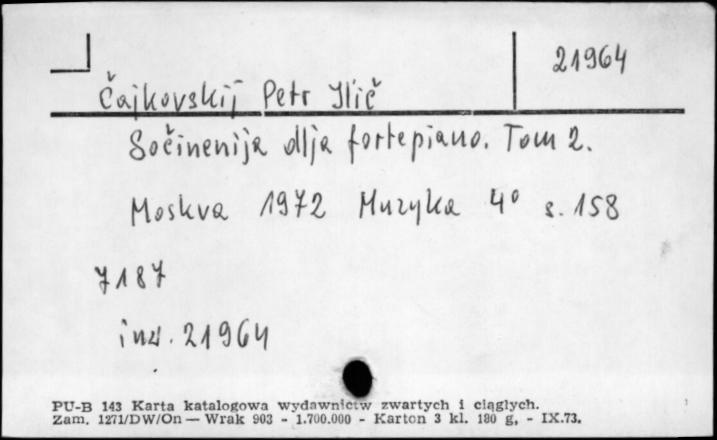 21964
Čajkovskij Petr Il'ič
Sočinenija dlja fortepiano. Tom 2.
Moskva 1972 Muzyka 4° s. 158
7187
inw. 21964
PU-B 143 Karta katalogowa wydawnictw zwartych i ciągłych.
Zam. 1271/DW/On — Wrak 903 - 1.700.000 - Karton 3 kl. 180 g. - IX.73.